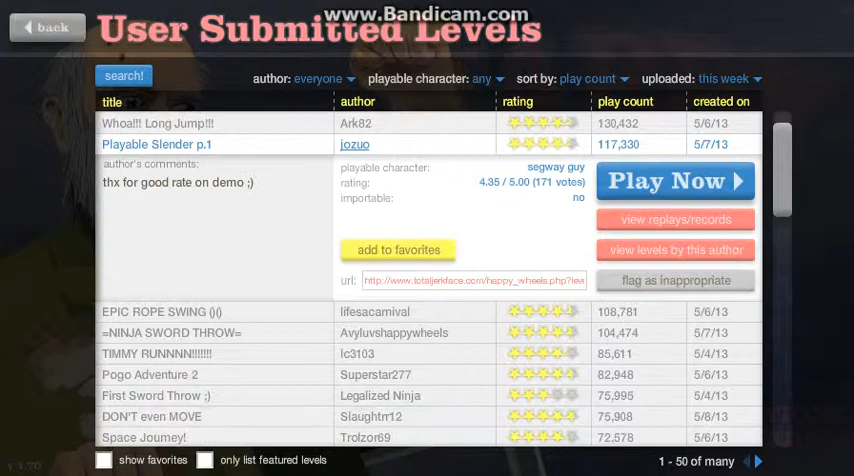 www.Bandicam.com
back
User Submitted Levels
search!
author: everyone playable character: any sort by: play count uploaded: this week
title author rating play count created on
Whoa!!! Long Jump!!! Ark82 130,432 5/6/13
Playable Slender p.1 jozuo 117,330 5/7/13
author's comments:
thx for good rate on demo ;)
playable character: segway guy
rating: 4.35 / 5.00 (171 votes)
importable: no
Play Now
view replays/records
add to favorites
view levels by this author
url: http://www.totaljerkface.com/happy_wheels.php?leve
flag as inappropriate
EPIC ROPE SWING ()() lifesacarnival 108,781 5/6/13
=NINJA SWORD THROW= Avyluvshappywheels 104,474 5/7/13
TIMMY RUNNNN!!!!!!! lc3103 85,611 5/4/13
Pogo Adventure 2 Superstar277 82,948 5/6/13
First Sword Throw ;) Legalized Ninja 75,995 5/4/13
DON'T even MOVE Slaughtrr12 75,908 5/8/13
Space Journey! Trolzor69 72,578 5/6/13
v 1.70
show favorites only list featured levels
1 - 50 of many